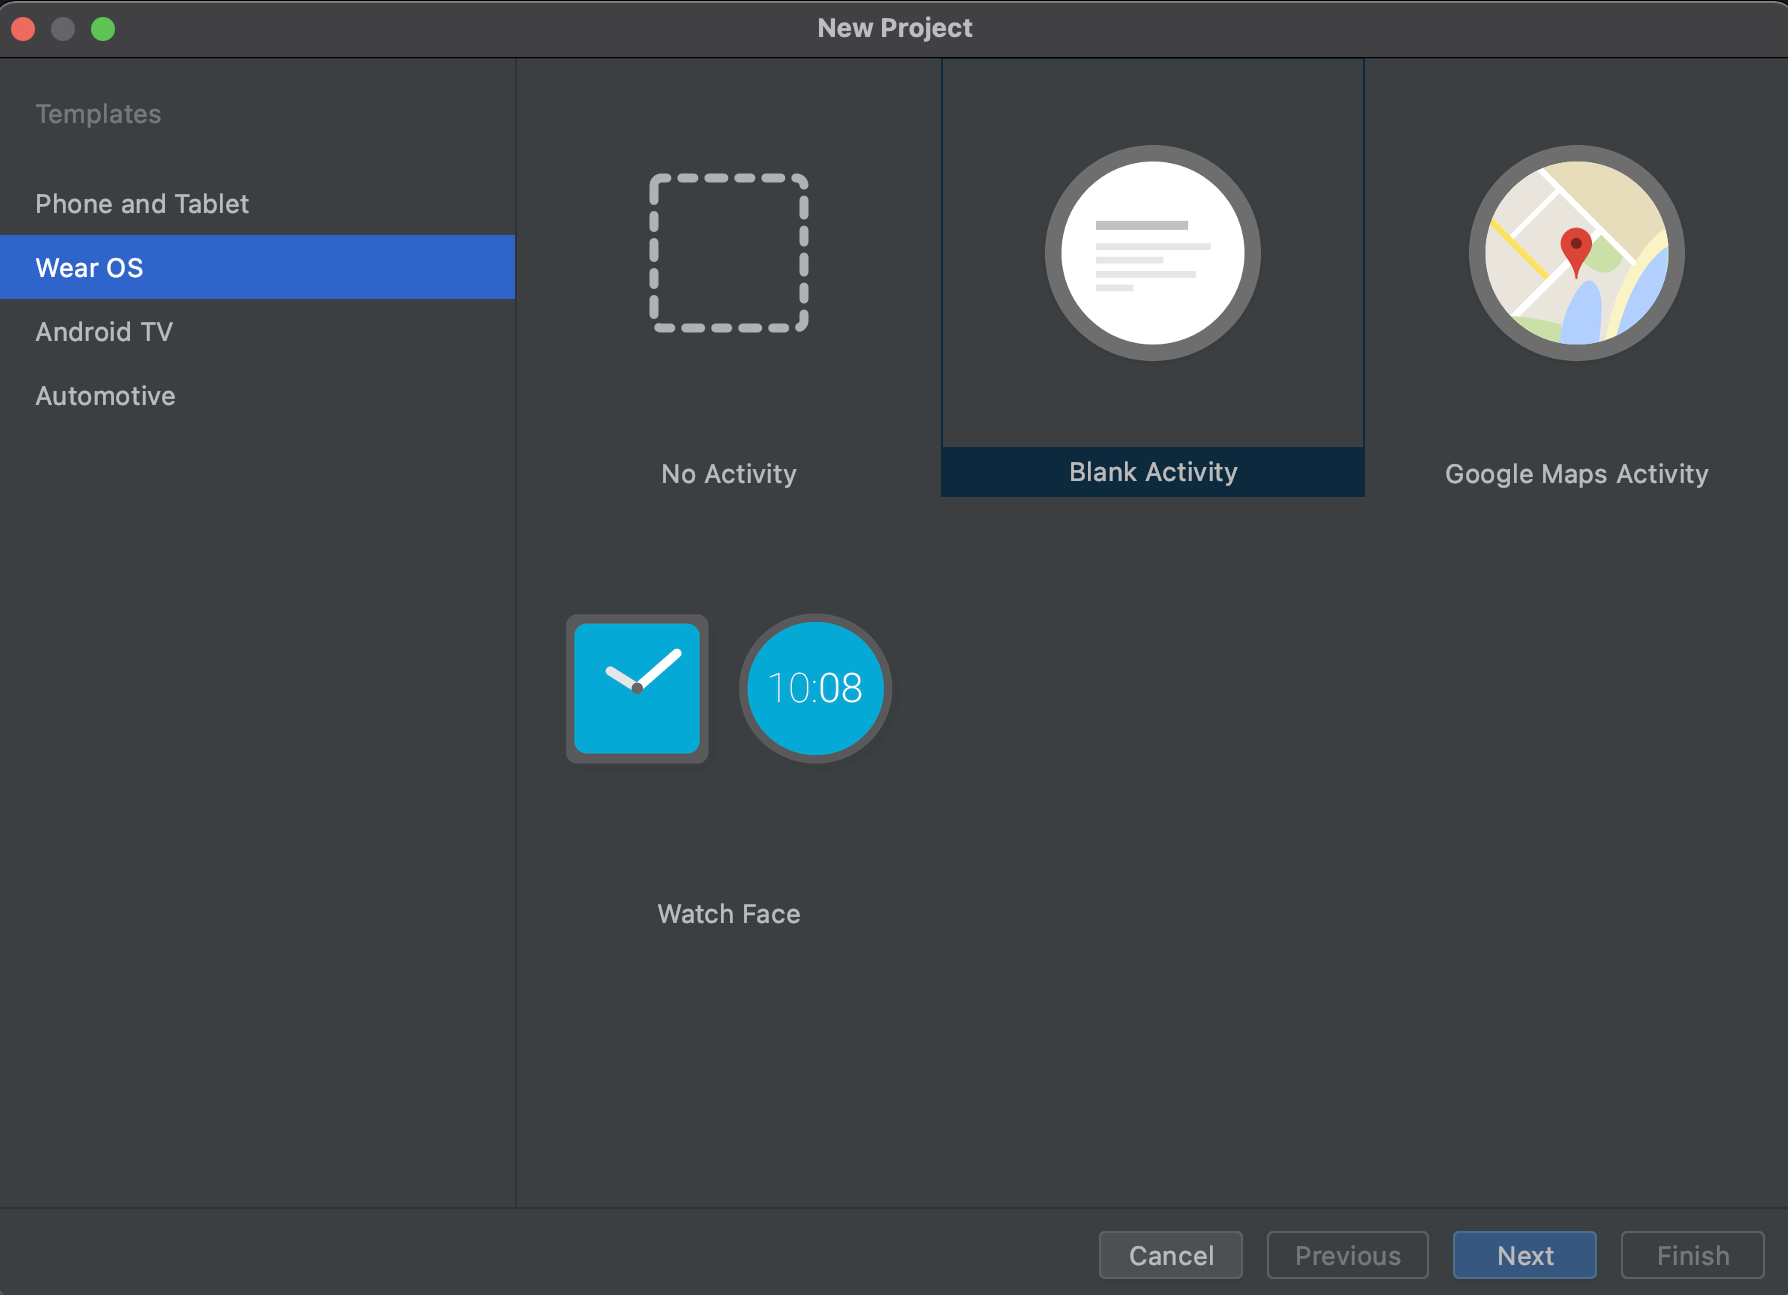 New Project
Templates
Phone and Tablet
Wear OS
Android TV
Automotive
No Activity
Blank Activity
Google Maps Activity
10:08
Watch Face
Cancel
Previous
Next
Finish